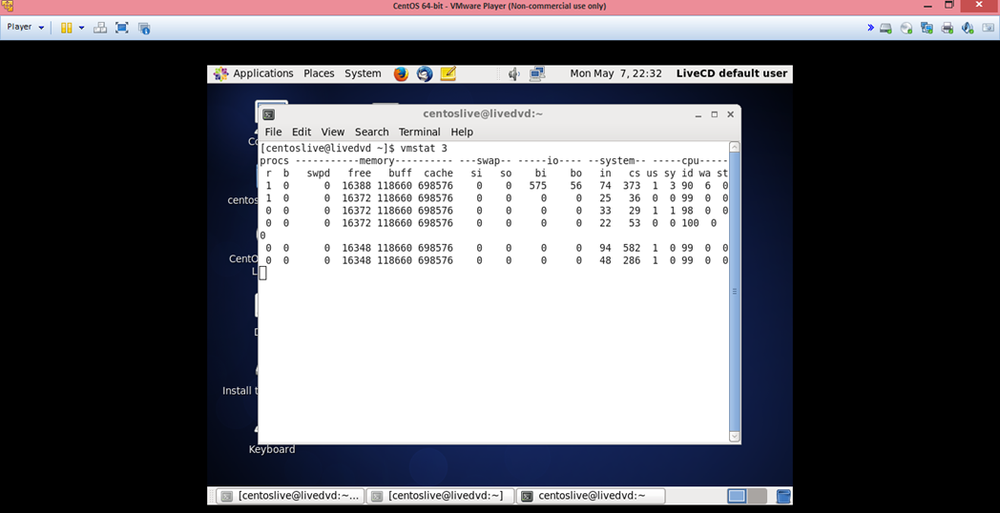 CentOS 64-bit - VMware Player (Non-commercial use only)
Player
Applications Places System Mon May 7, 22:32 LiveCD default user
centoslive@livedvd:~
File Edit View Search Terminal Help
[centoslive@livedvd ~]$ vmstat 3
procs -----------memory---------- ---swap-- -----io---- --system-- -----cpu-----
r b swpd free buff cache si so bi bo in cs us sy id wa st
1 0 0 16388 118660 698576 0 0 575 56 74 373 1 3 90 6 0
1 0 0 16372 118660 698576 0 0 0 0 25 36 0 0 99 0 0
0 0 0 16372 118660 698576 0 0 0 0 33 29 1 1 98 0 0
0 0 0 16372 118660 698576 0 0 0 0 22 53 0 0 100 0
0
0 0 0 16348 118660 698576 0 0 0 0 94 582 1 0 99 0 0
0 0 0 16348 118660 698576 0 0 0 0 48 286 1 0 99 0 0
centos
CentO
Install t
Keyboard
[centoslive@livedvd:~... [centoslive@livedvd:~] centoslive@livedvd:~